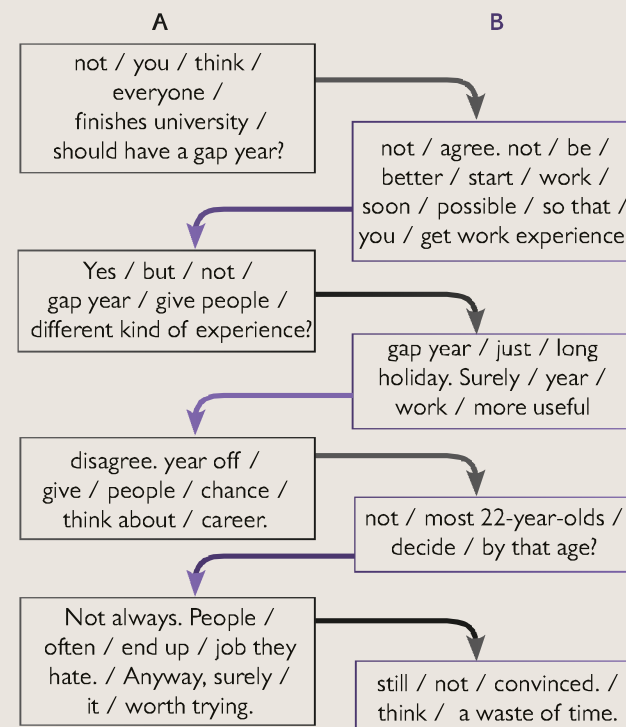 A
B
not / you / think /
everyone /
finishes university /
should have a gap year?
not / agree. not / be /
better / start / work /
soon / possible / so that /
you / get work experience
Yes / but / not /
gap year / give people /
different kind of experience?
gap year / just / long
holiday. Surely / year /
work / more useful
disagree. year off /
give / people / chance /
think about / career.
not / most 22-year-olds /
decide / by that age?
Not always. People /
often / end up / job they
hate. / Anyway, surely /
it / worth trying.
still / not / convinced. /
think / a waste of time.